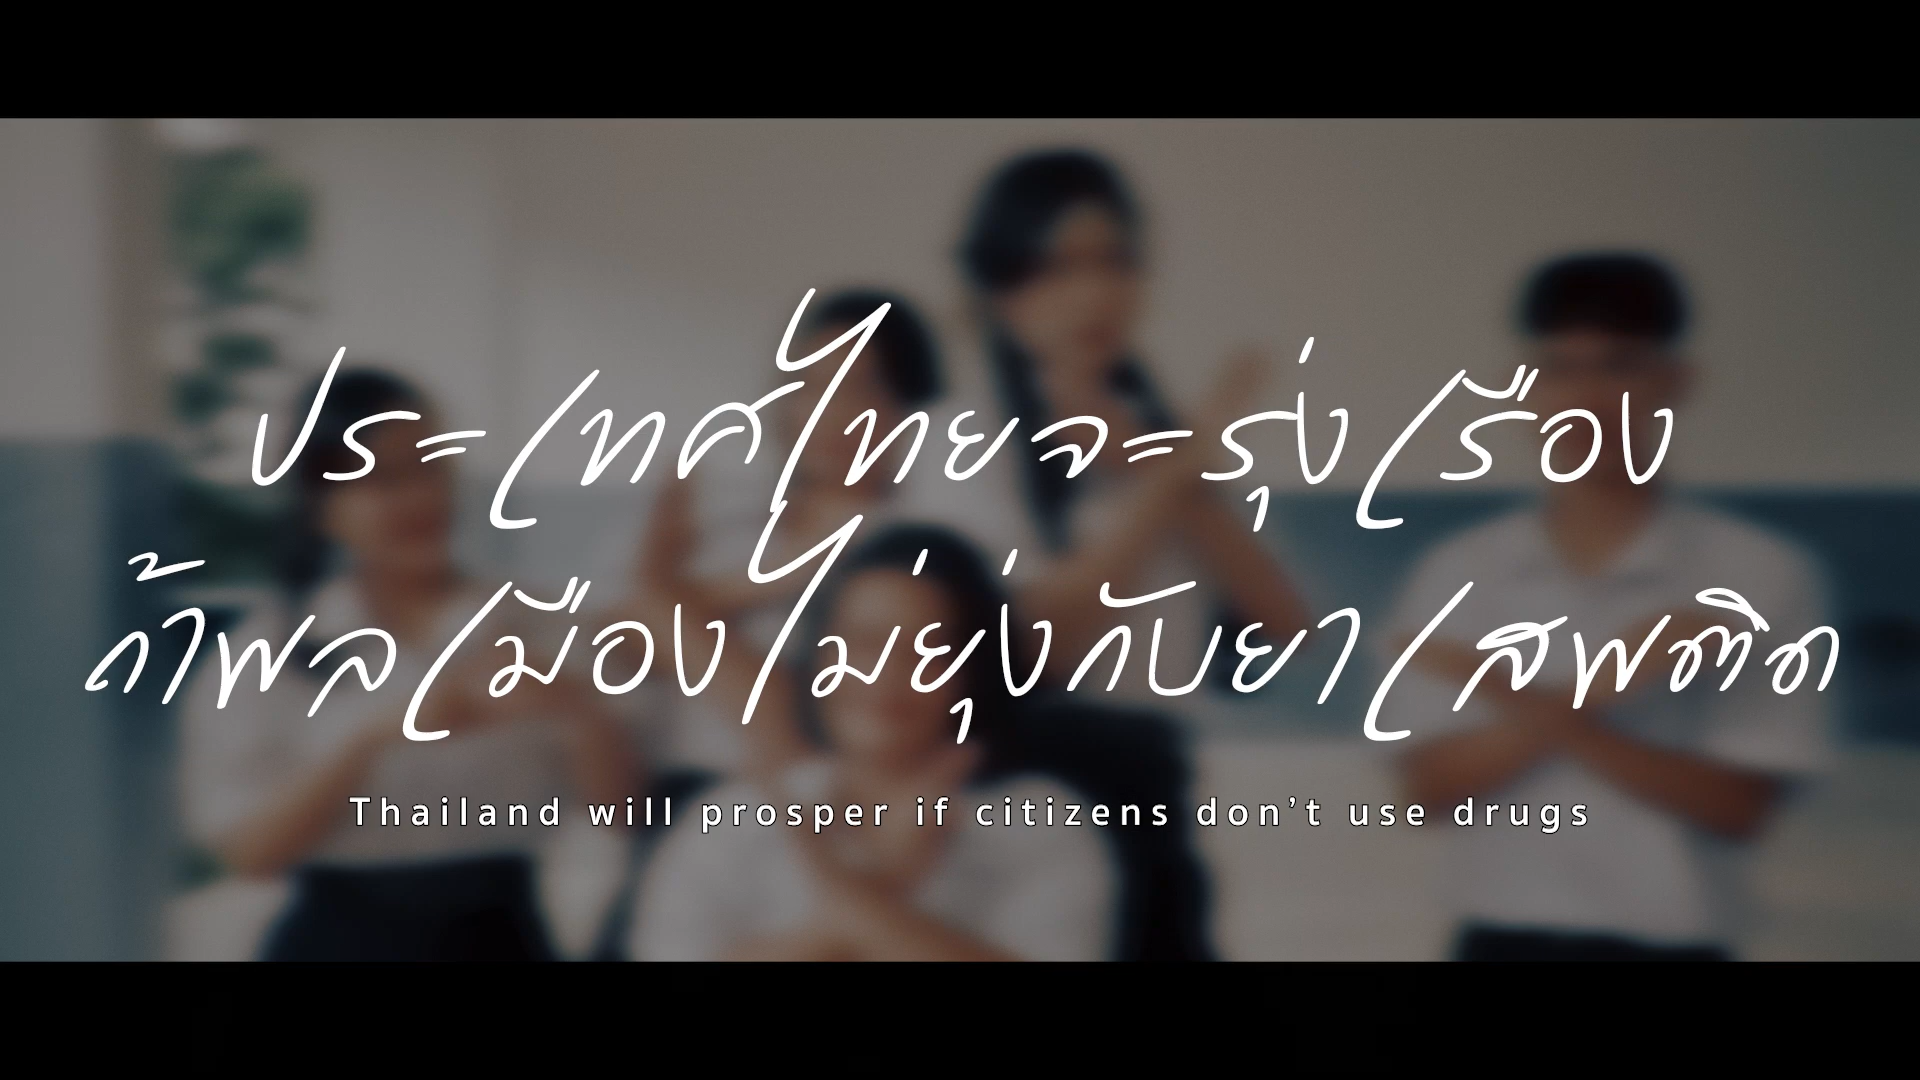 ประเทศไทยจะรุ่งเรือง
ถ้าพลเมืองไม่ยุ่งกับยาเสพติด
Thailand will prosper if citizens don't use drugs